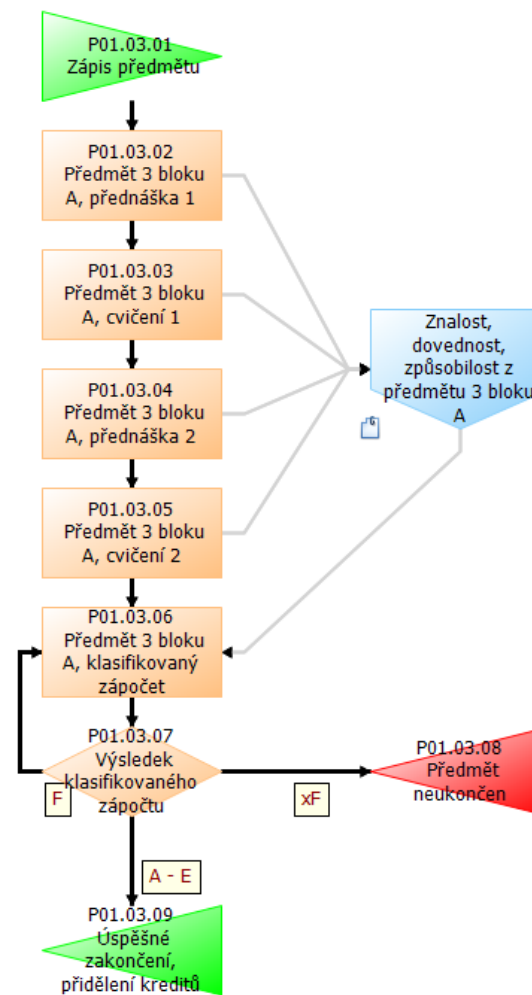 P01.03.01
Zápis předmětu
P01.03.02
Předmět 3 bloku
A, přednáška 1
P01.03.03
Předmět 3 bloku
A, cvičení 1
Znalost,
dovednost,
způsobilost z
předmětu 3 bloku
A
P01.03.04
Předmět 3 bloku
A, přednáška 2
P01.03.05
Předmět 3 bloku
A, cvičení 2
P01.03.06
Předmět 3 bloku
A, klasifikovaný
zápočet
P01.03.07
Výsledek
klasifikovaného
zápočtu
F
xF
P01.03.08
Předmět
neukončen
A - E
P01.03.09
Úspěšné
zakončení,
přidělení kreditů